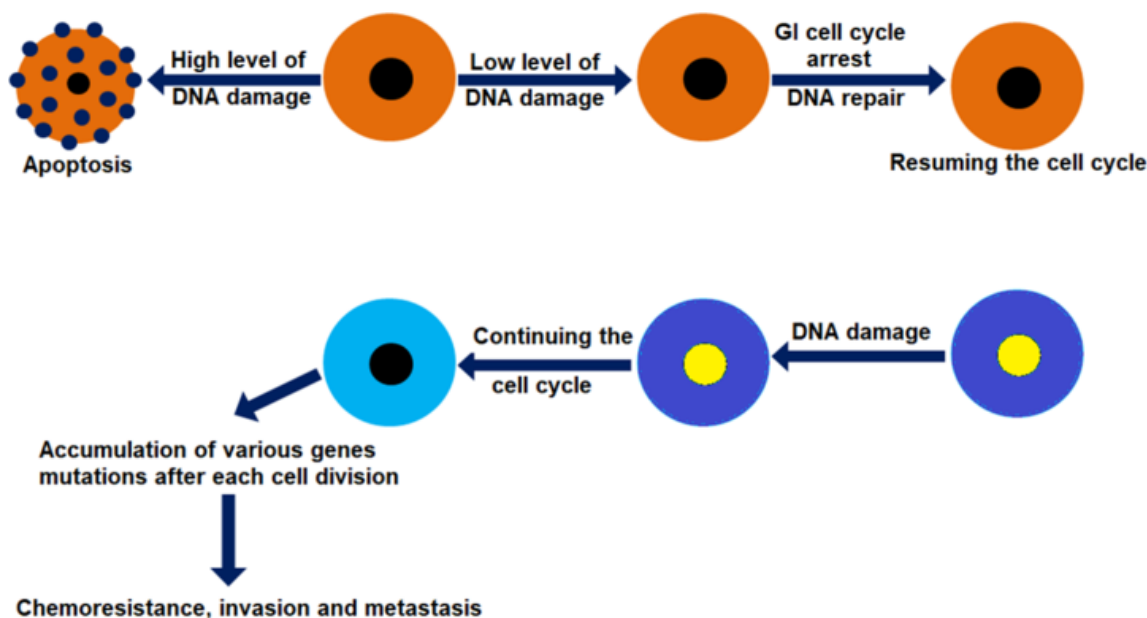 High level of
DNA damage
Low level of
DNA damage
GI cell cycle
arrest
DNA repair
Apoptosis
Resuming the cell cycle
DNA damage
Continuing the
cell cycle
Accumulation of various genes
mutations after each cell division
Chemoresistance, invasion and metastasis